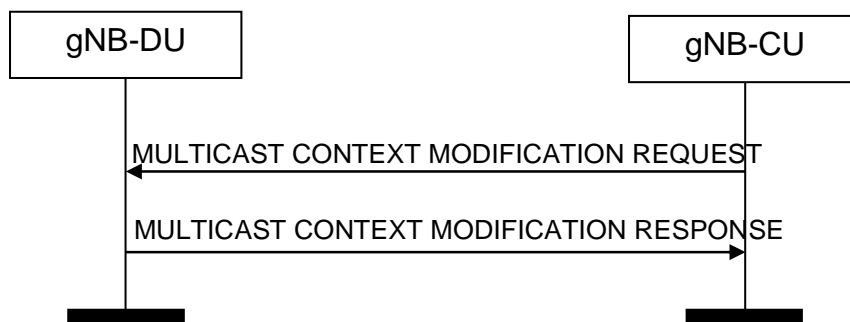 gNB-DU
gNB-CU
MULTICAST CONTEXT MODIFICATION REQUEST
MULTICAST CONTEXT MODIFICATION RESPONSE